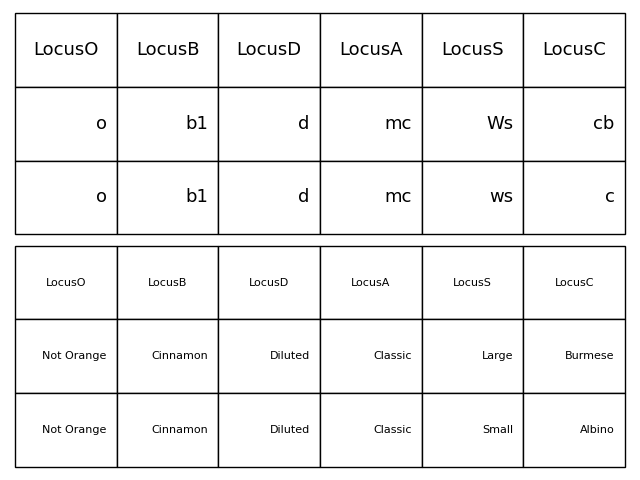 LocusO LocusB LocusD LocusA LocusS LocusC
o b1 d mc Ws cb
o b1 d mc ws c
LocusO LocusB LocusD LocusA LocusS LocusC
Not Orange Cinnamon Diluted Classic Large Burmese
Not Orange Cinnamon Diluted Classic Small Albino